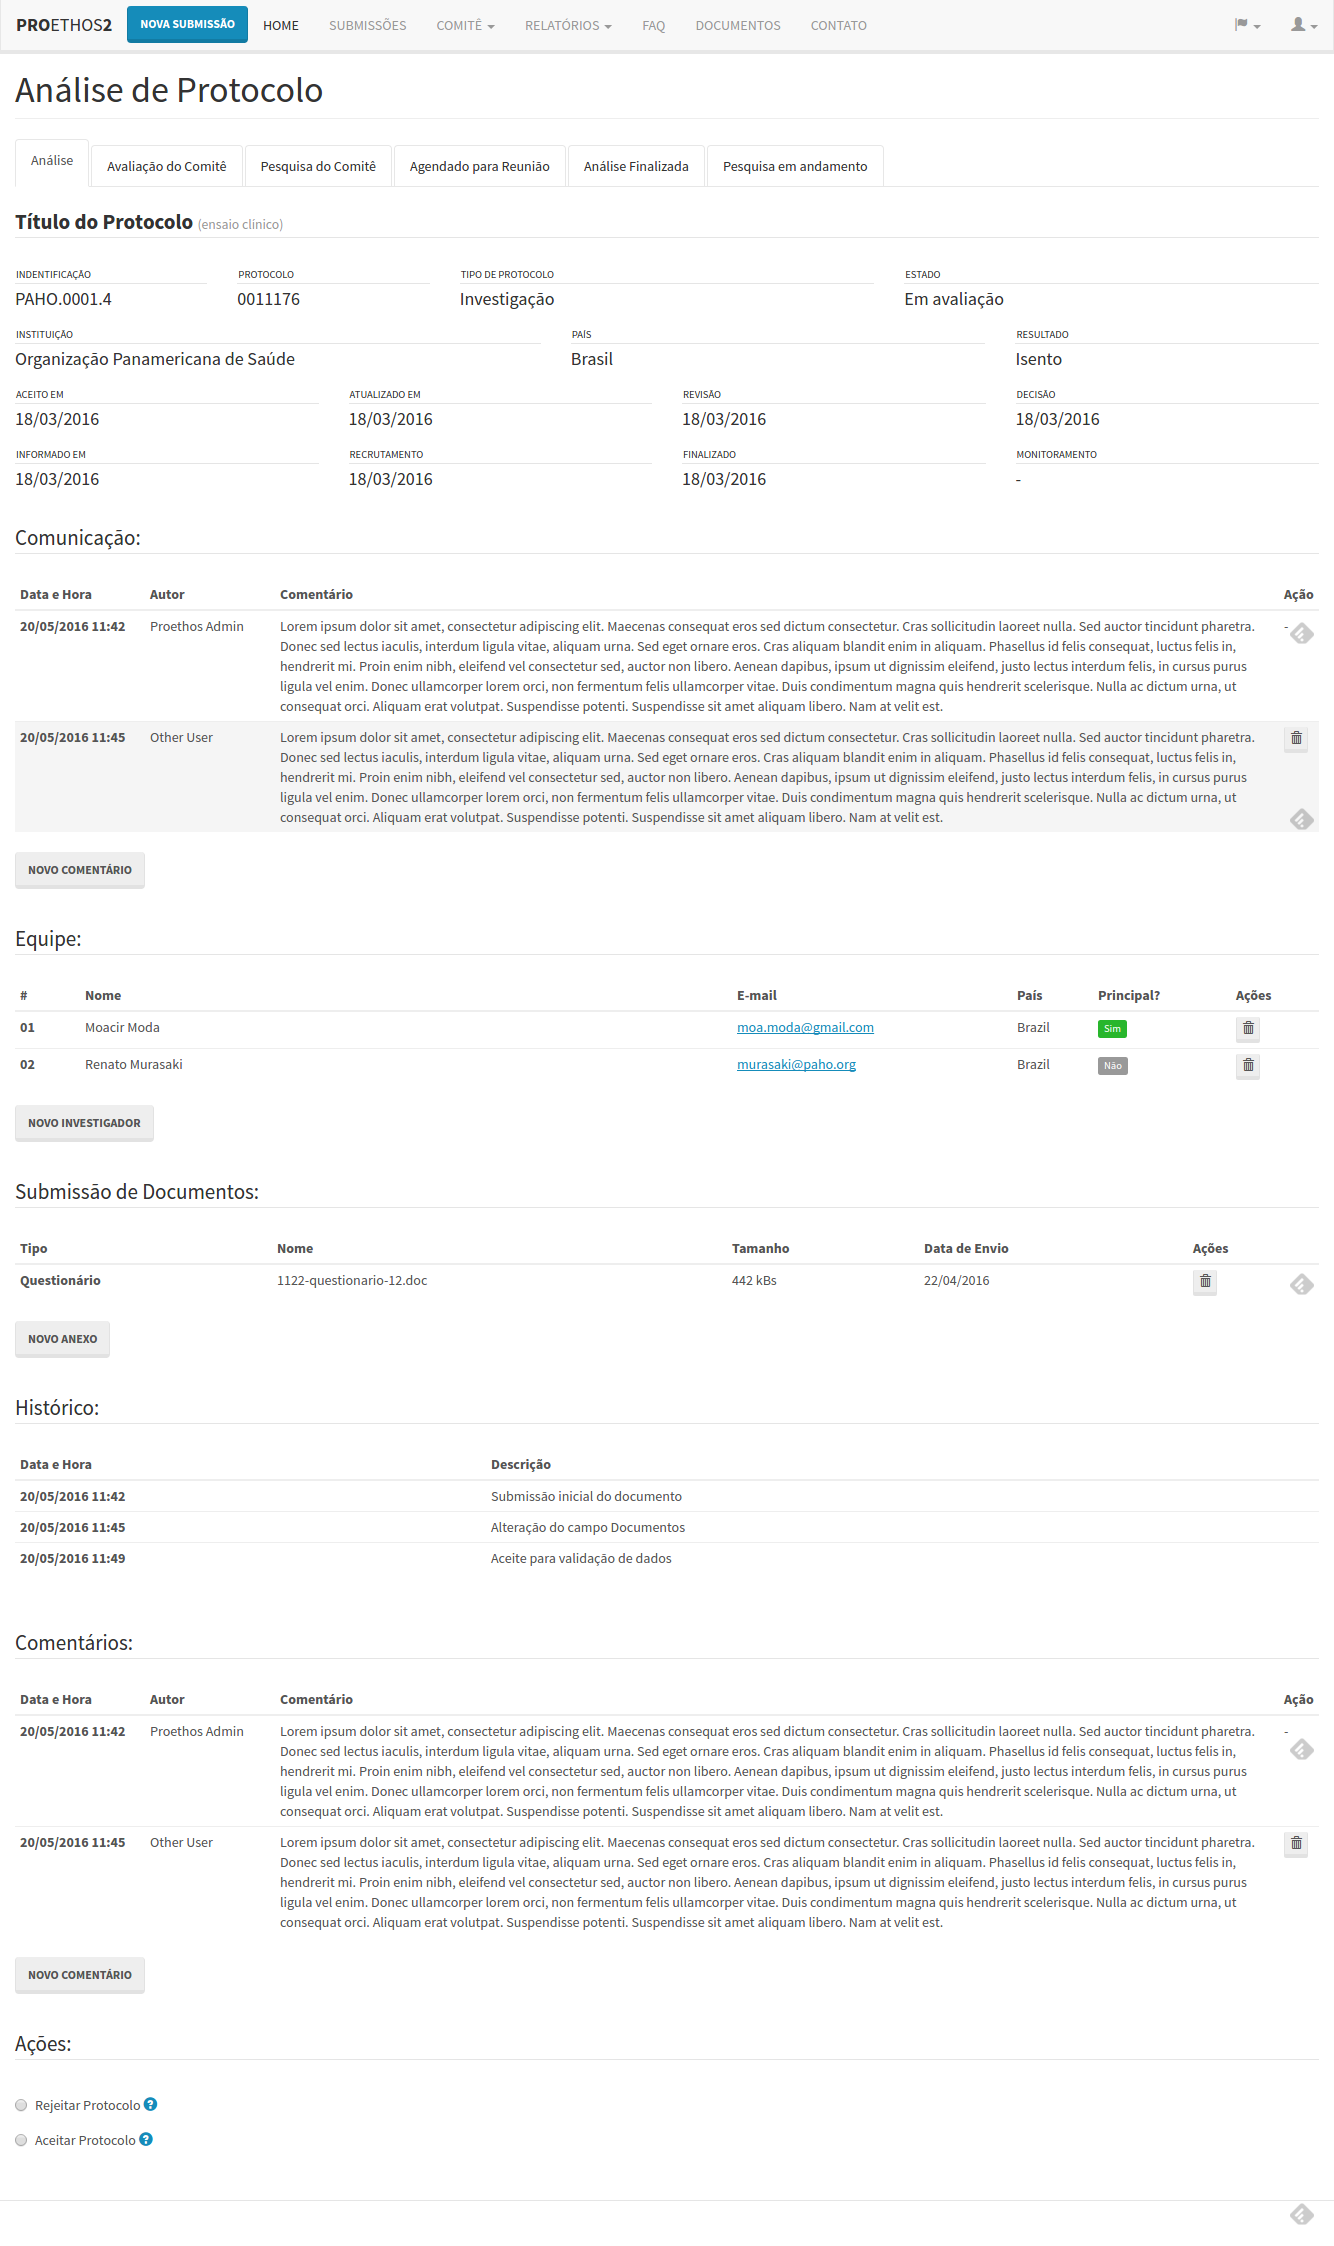 PROETHOS2 NOVA SUBMISSÃO HOME SUBMISSÕES COMITÊ RELATÓRIOS FAQ DOCUMENTOS CONTATO
Análise de Protocolo
Análise Avaliação do Comitê Pesquisa do Comitê Agendado para Reunião Análise Finalizada Pesquisa em andamento
Título do Protocolo (ensaio clínico)
INDENTIFICAÇÃO PROTOCOLO TIPO DE PROTOCOLO ESTADO
PAHO.0001.4 0011176 Investigação Em avaliação
INSTITUIÇÃO PAÍS RESULTADO
Organização Panamericana de Saúde Brasil Isento
ACEITO EM ATUALIZADO EM REVISÃO DECISÃO
18/03/2016 18/03/2016 18/03/2016 18/03/2016
INFORMADO EM RECRUTAMENTO FINALIZADO MONITORAMENTO
18/03/2016 18/03/2016 18/03/2016 -
Comunicação:
Data e Hora Autor Comentário Ação
20/05/2016 11:42 Proethos Admin Lorem ipsum dolor sit amet, consectetur adipiscing elit. Maecenas consequat eros sed dictum consectetur. Cras sollicitudin laoreet nulla. Sed auctor tincidunt pharetra. -
Donec sed lectus iaculis, interdum ligula vitae, aliquam urna. Sed eget ornare eros. Cras aliquam blandit enim in aliquam. Phasellus id felis consequat, luctus felis in,
hendrerit mi. Proin enim nibh, eleifend vel consectetur sed, auctor non libero. Aenean dapibus, ipsum ut dignissim eleifend, justo lectus interdum felis, in cursus purus
ligula vel enim. Donec ullamcorper lorem orci, non fermentum felis ullamcorper vitae. Duis condimentum magna quis hendrerit scelerisque. Nulla ac dictum urna, ut
consequat orci. Aliquam erat volutpat. Suspendisse potenti. Suspendisse sit amet aliquam libero. Nam at velit est.
20/05/2016 11:45 Other User Lorem ipsum dolor sit amet, consectetur adipiscing elit. Maecenas consequat eros sed dictum consectetur. Cras sollicitudin laoreet nulla. Sed auctor tincidunt pharetra.
Donec sed lectus iaculis, interdum ligula vitae, aliquam urna. Sed eget ornare eros. Cras aliquam blandit enim in aliquam. Phasellus id felis consequat, luctus felis in,
hendrerit mi. Proin enim nibh, eleifend vel consectetur sed, auctor non libero. Aenean dapibus, ipsum ut dignissim eleifend, justo lectus interdum felis, in cursus purus
ligula vel enim. Donec ullamcorper lorem orci, non fermentum felis ullamcorper vitae. Duis condimentum magna quis hendrerit scelerisque. Nulla ac dictum urna, ut
consequat orci. Aliquam erat volutpat. Suspendisse potenti. Suspendisse sit amet aliquam libero. Nam at velit est.
NOVO COMENTÁRIO
Equipe:
# Nome E-mail País Principal? Ações
01 Moacir Moda moa.moda@gmail.com Brazil Sim
02 Renato Murasaki murasaki@paho.org Brazil Não
NOVO INVESTIGADOR
Submissão de Documentos:
Tipo Nome Tamanho Data de Envio Ações
Questionário 1122-questionario-12.doc 442 kBs 22/04/2016
NOVO ANEXO
Histórico:
Data e Hora Descrição
20/05/2016 11:42 Submissão inicial do documento
20/05/2016 11:45 Alteração do campo Documentos
20/05/2016 11:49 Aceite para validação de dados
Comentários:
Data e Hora Autor Comentário Ação
20/05/2016 11:42 Proethos Admin Lorem ipsum dolor sit amet, consectetur adipiscing elit. Maecenas consequat eros sed dictum consectetur. Cras sollicitudin laoreet nulla. Sed auctor tincidunt pharetra. -
Donec sed lectus iaculis, interdum ligula vitae, aliquam urna. Sed eget ornare eros. Cras aliquam blandit enim in aliquam. Phasellus id felis consequat, luctus felis in,
hendrerit mi. Proin enim nibh, eleifend vel consectetur sed, auctor non libero. Aenean dapibus, ipsum ut dignissim eleifend, justo lectus interdum felis, in cursus purus
ligula vel enim. Donec ullamcorper lorem orci, non fermentum felis ullamcorper vitae. Duis condimentum magna quis hendrerit scelerisque. Nulla ac dictum urna, ut
consequat orci. Aliquam erat volutpat. Suspendisse potenti. Suspendisse sit amet aliquam libero. Nam at velit est.
20/05/2016 11:45 Other User Lorem ipsum dolor sit amet, consectetur adipiscing elit. Maecenas consequat eros sed dictum consectetur. Cras sollicitudin laoreet nulla. Sed auctor tincidunt pharetra.
Donec sed lectus iaculis, interdum ligula vitae, aliquam urna. Sed eget ornare eros. Cras aliquam blandit enim in aliquam. Phasellus id felis consequat, luctus felis in,
hendrerit mi. Proin enim nibh, eleifend vel consectetur sed, auctor non libero. Aenean dapibus, ipsum ut dignissim eleifend, justo lectus interdum felis, in cursus purus
ligula vel enim. Donec ullamcorper lorem orci, non fermentum felis ullamcorper vitae. Duis condimentum magna quis hendrerit scelerisque. Nulla ac dictum urna, ut
consequat orci. Aliquam erat volutpat. Suspendisse potenti. Suspendisse sit amet aliquam libero. Nam at velit est.
NOVO COMENTÁRIO
Ações:
Rejeitar Protocolo ?
Aceitar Protocolo ?